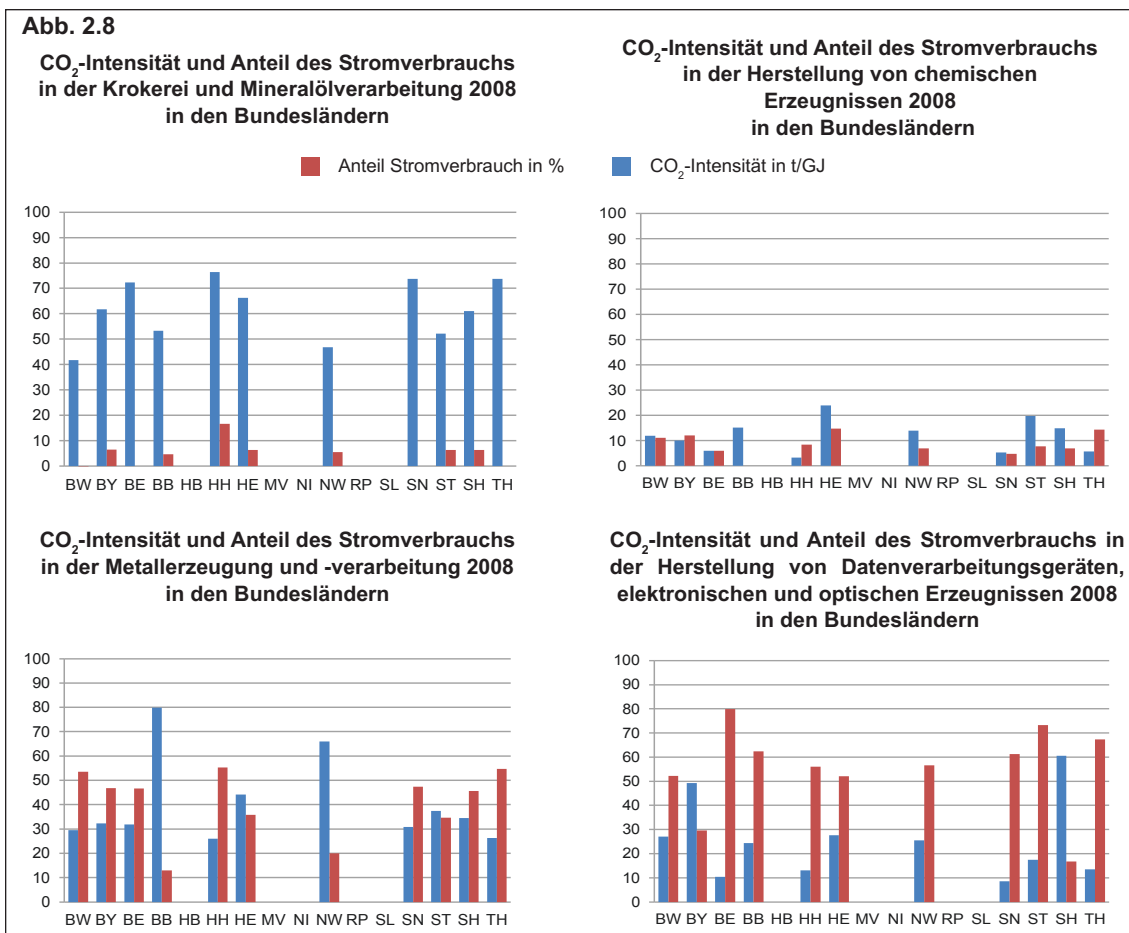 Abb. 2.8
CO₂-Intensität und Anteil des Stromverbrauchs
in der Krokerei und Mineralölverarbeitung 2008
in den Bundesländern
CO₂-Intensität und Anteil des Stromverbrauchs
in der Herstellung von chemischen
Erzeugnissen 2008
in den Bundesländern
Anteil Stromverbrauch in % CO₂-Intensität in t/GJ
100
90
80
70
60
50
40
30
20
10
0
BW BY BE BB HB HH HE MV NI NW RP SL SN ST SH TH
100
90
80
70
60
50
40
30
20
10
0
BW BY BE BB HB HH HE MV NI NW RP SL SN ST SH TH
CO₂-Intensität und Anteil des Stromverbrauchs
in der Metallerzeugung und -verarbeitung 2008
in den Bundesländern
CO₂-Intensität und Anteil des Stromverbrauchs in
der Herstellung von Datenverarbeitungsgeräten,
elektronischen und optischen Erzeugnissen 2008
in den Bundesländern
100
90
80
70
60
50
40
30
20
10
0
BW BY BE BB HB HH HE MV NI NW RP SL SN ST SH TH
100
90
80
70
60
50
40
30
20
10
0
BW BY BE BB HB HH HE MV NI NW RP SL SN ST SH TH